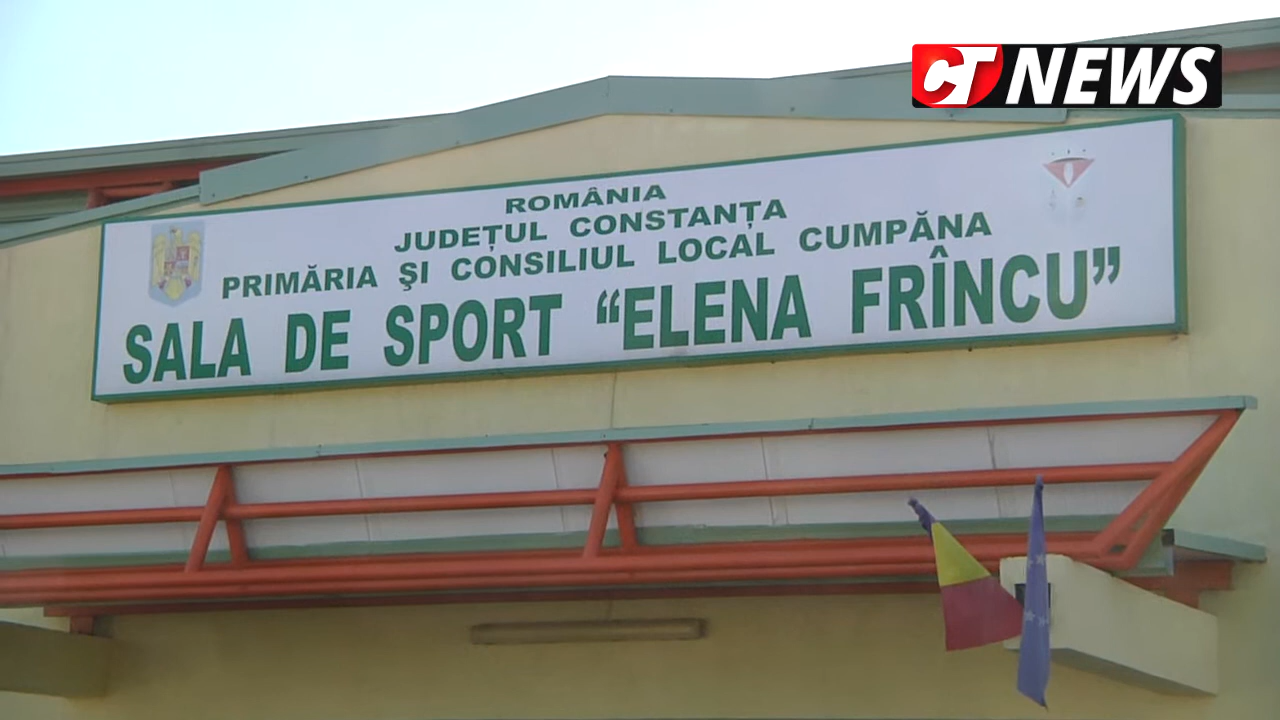 CT NEWS
ROMÂNIA
JUDEȚUL CONSTANȚA
PRIMĂRIA ŞI CONSILIUL LOCAL CUMPĂNA
SALA DE SPORT “ELENA FRÎNCU”